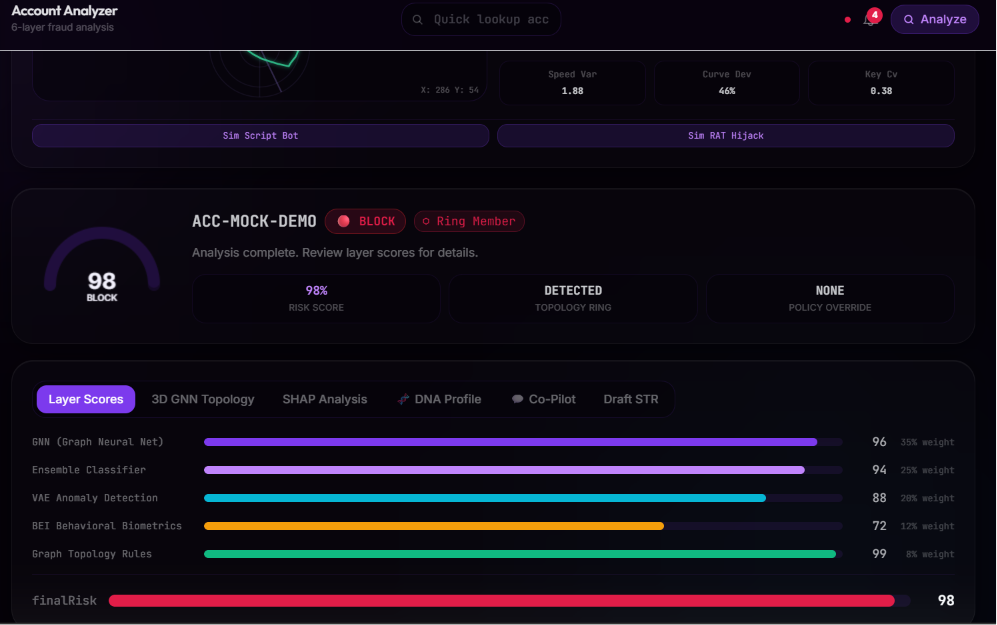 Account Analyzer
6-layer fraud analysis
Quick lookup acc
4
Analyze
X: 286 Y: 54
Speed Var
1.88
Curve Dev
46%
Key Cv
0.38
Sim Script Bot
Sim RAT Hijack
98
BLOCK
ACC-MOCK-DEMO
BLOCK
Ring Member
Analysis complete. Review layer scores for details.
98%
RISK SCORE
DETECTED
TOPOLOGY RING
NONE
POLICY OVERRIDE
Layer Scores
3D GNN Topology
SHAP Analysis
DNA Profile
Co-Pilot
Draft STR
GNN (Graph Neural Net) 96 35% weight
Ensemble Classifier 94 25% weight
VAE Anomaly Detection 88 20% weight
BEI Behavioral Biometrics 72 12% weight
Graph Topology Rules 99 8% weight
finalRisk 98